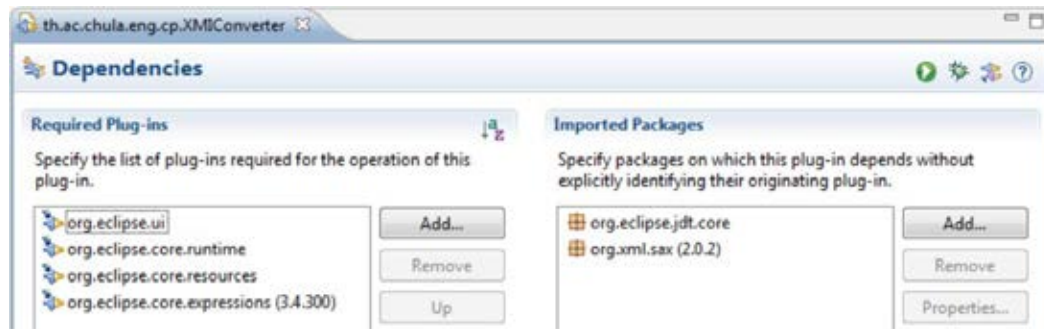 th.ac.chula.eng.cp.XMIConverter
Dependencies
Required Plug-ins
Specify the list of plug-ins required for the operation of this
plug-in.
org.eclipse.ui
org.eclipse.core.runtime
org.eclipse.core.resources
org.eclipse.core.expressions (3.4.300)
Add...
Remove
Up
Imported Packages
Specify packages on which this plug-in depends without
explicitly identifying their originating plug-in.
org.eclipse.jdt.core
org.xml.sax (2.0.2)
Add...
Remove
Properties...